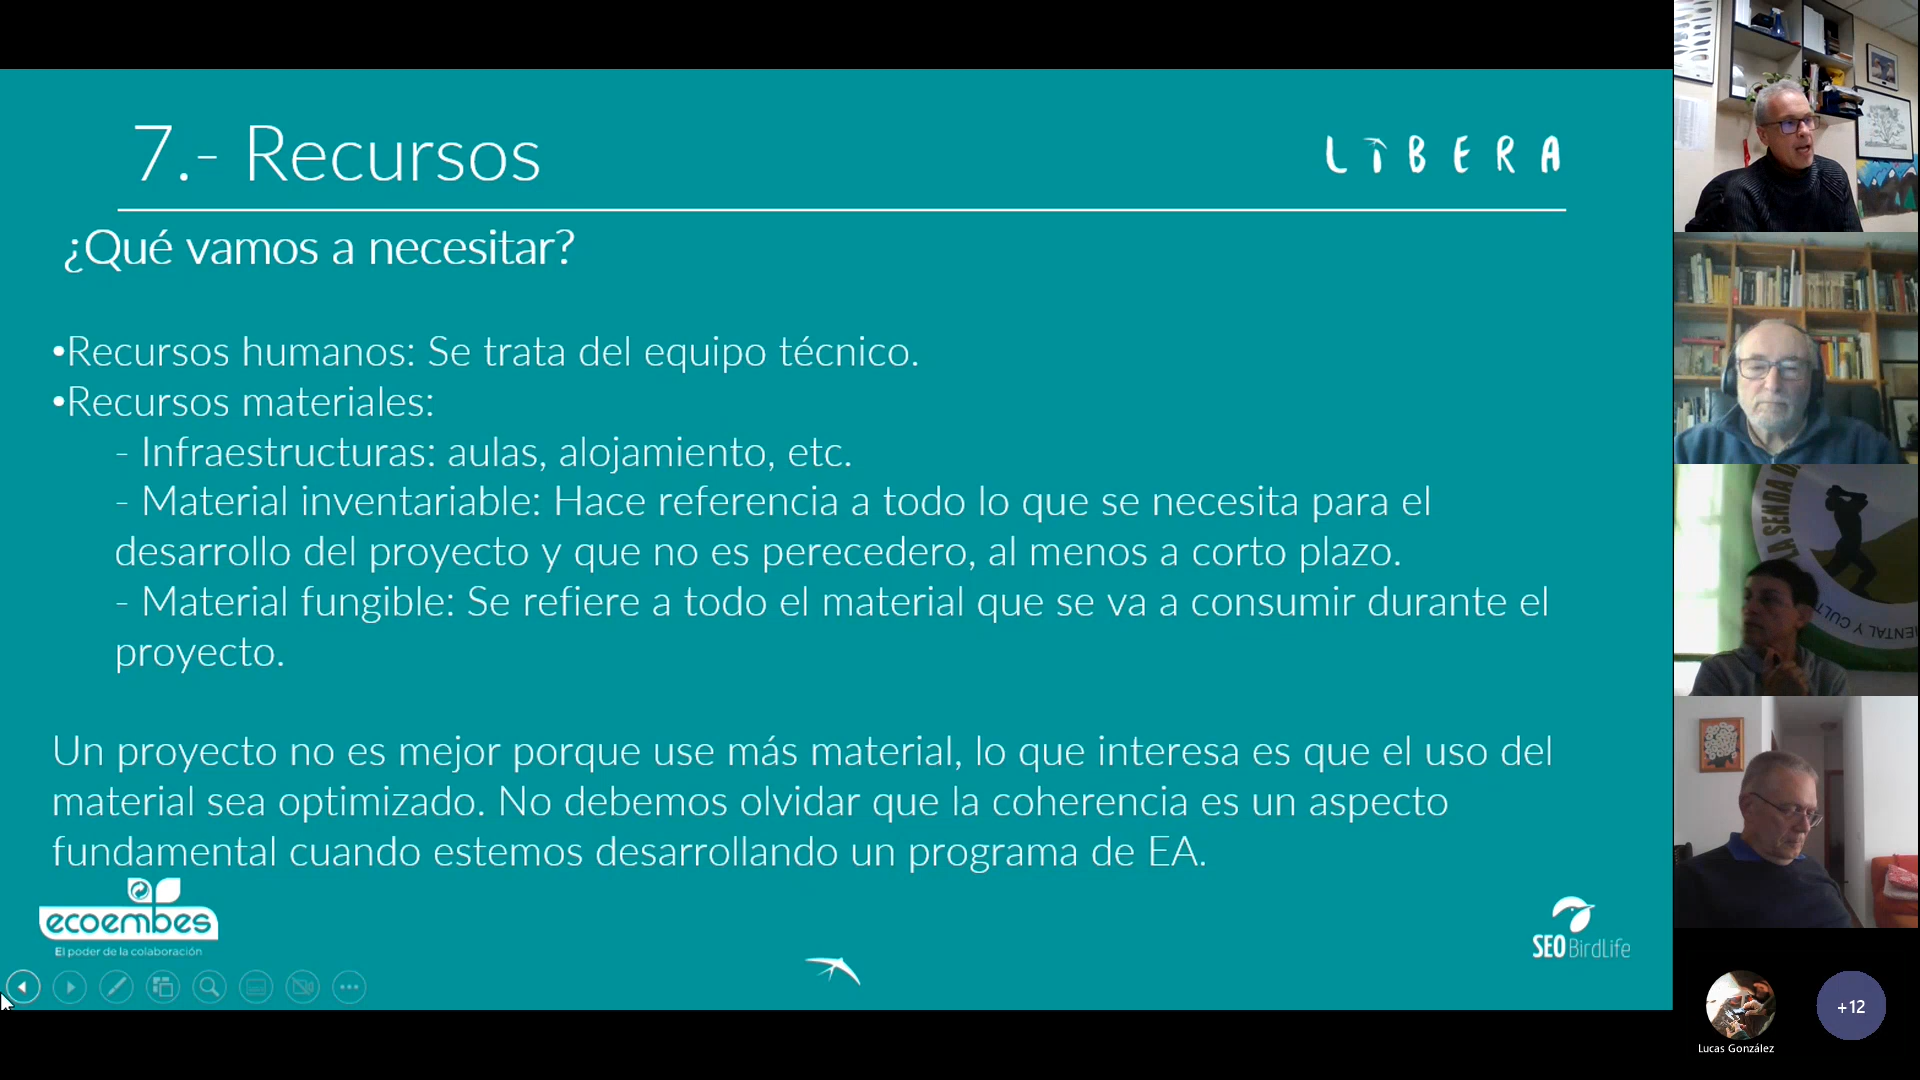 7.- Recursos
LIBERA
¿Qué vamos a necesitar?
•Recursos humanos: Se trata del equipo técnico.
•Recursos materiales:
- Infraestructuras: aulas, alojamiento, etc.
- Material inventariable: Hace referencia a todo lo que se necesita para el
desarrollo del proyecto y que no es perecedero, al menos a corto plazo.
- Material fungible: Se refiere a todo el material que se va a consumir durante el
proyecto.
Un proyecto no es mejor porque use más material, lo que interesa es que el uso del
material sea optimizado. No debemos olvidar que la coherencia es un aspecto
fundamental cuando estemos desarrollando un programa de EA.
ecoembes
El poder de la colaboración
SEO BirdLife
LA SENDA
Lucas González
+12